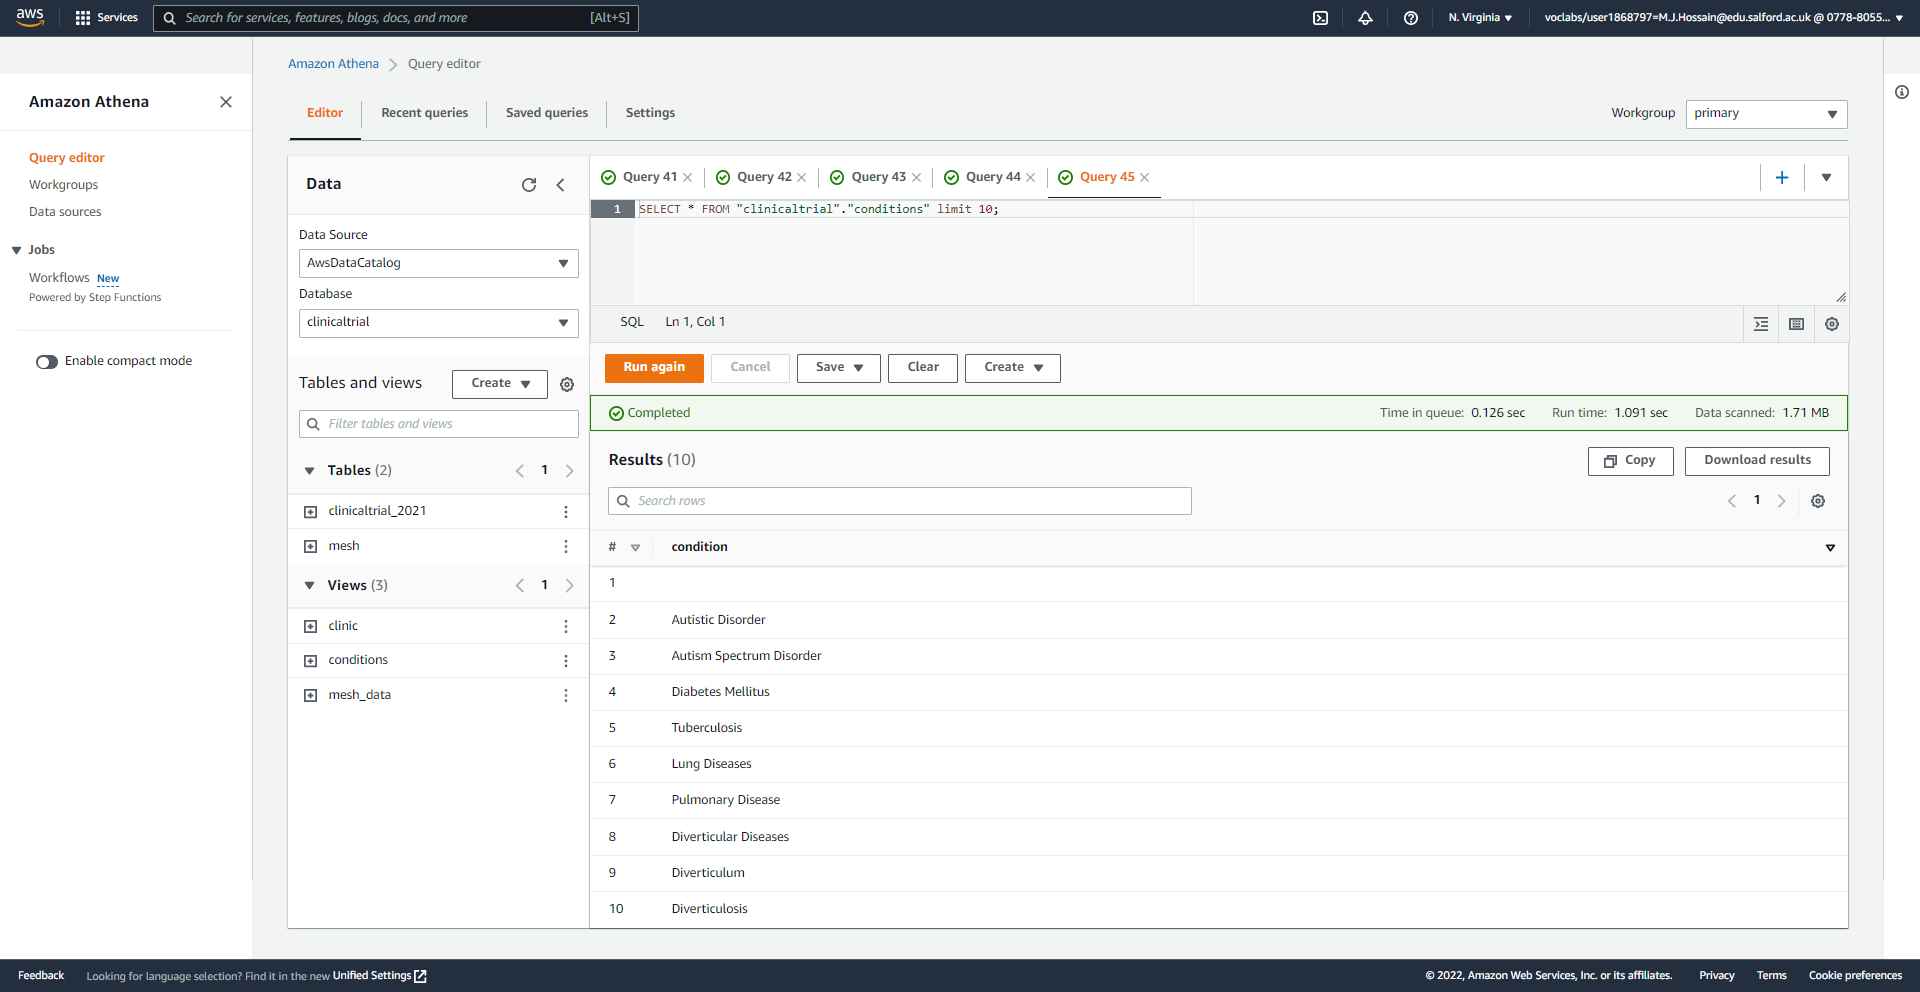 aws Services Search for services, features, blogs, docs, and more [Alt+S] N. Virginia voclabs/user1868797=M.J.Hossain@edu.salford.ac.uk @ 0778-8055...
Amazon Athena Query editor
Amazon Athena
Query editor
Workgroups
Data sources
Jobs
Workflows New
Powered by Step Functions
Enable compact mode
Editor Recent queries Saved queries Settings Workgroup primary
Data
Data Source
AwsDataCatalog
Database
clinicaltrial
Tables and views Create
Filter tables and views
Tables (2) 1
clinicaltrial_2021
mesh
Views (3) 1
clinic
conditions
mesh_data
Query 41 Query 42 Query 43 Query 44 Query 45
1 SELECT * FROM "clinicaltrial"."conditions" limit 10;
SQL Ln 1, Col 1
Run again Cancel Save Clear Create
Completed Time in queue: 0.126 sec Run time: 1.091 sec Data scanned: 1.71 MB
Results (10) Copy Download results
Search rows 1
# condition
1
2 Autistic Disorder
3 Autism Spectrum Disorder
4 Diabetes Mellitus
5 Tuberculosis
6 Lung Diseases
7 Pulmonary Disease
8 Diverticular Diseases
9 Diverticulum
10 Diverticulosis
Feedback Looking for language selection? Find it in the new Unified Settings © 2022, Amazon Web Services, Inc. or its affiliates. Privacy Terms Cookie preferences